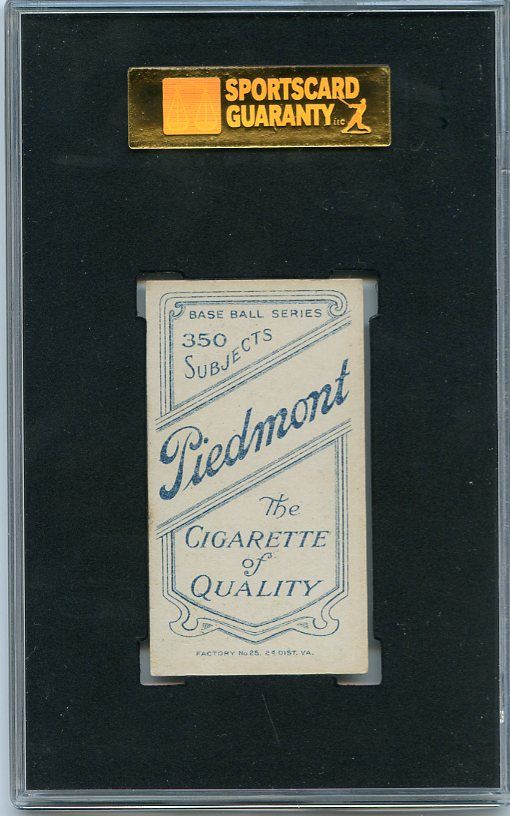 SPORTSCARD
GUARANTY LLC
BASE BALL SERIES
350
SUBJECTS
Piedmont
The
CIGARETTE
of
QUALITY
FACTORY No 25, 2d DIST. VA.